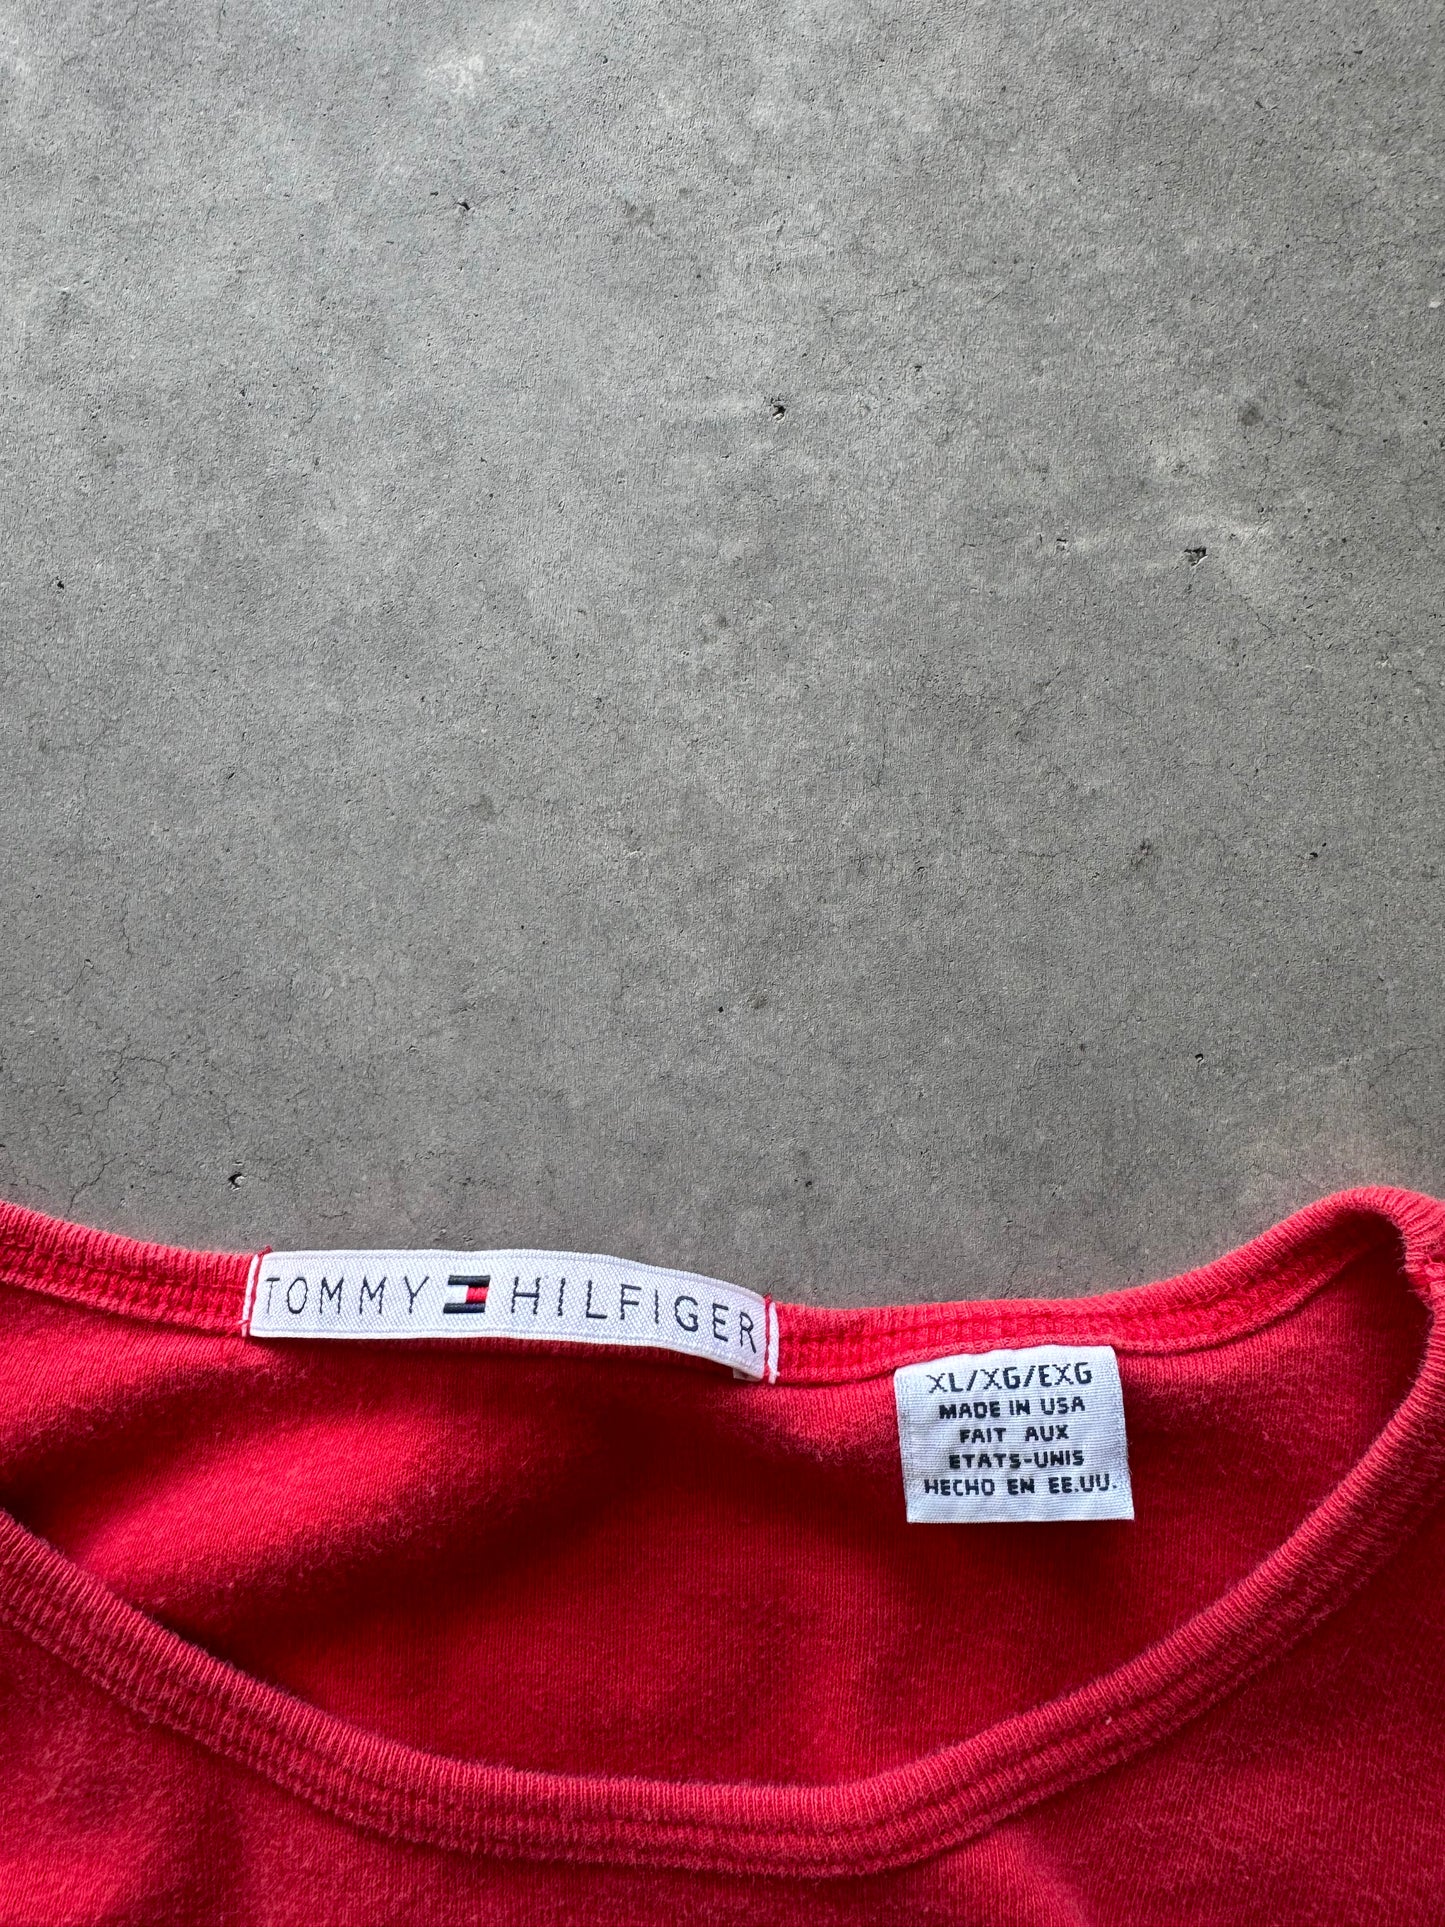 TOMMY HILFIGER
XL/XG/EXG
MADE IN USA
FAIT AUX
ETATS-UNIS
HECHO EN EE.UU.